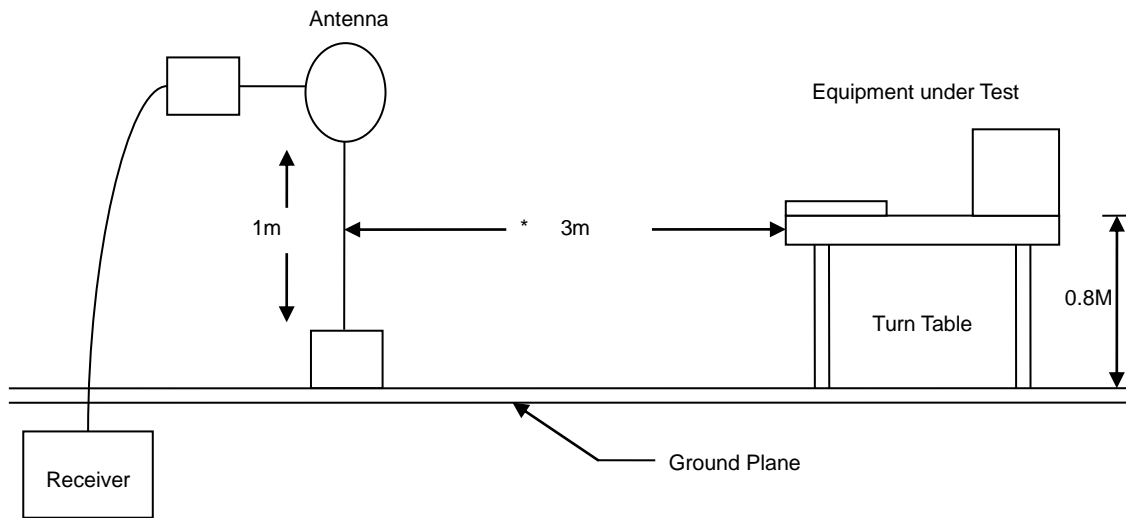 Antenna
Equipment under Test
1m
* 3m
0.8M
Turn Table
Ground Plane
Receiver